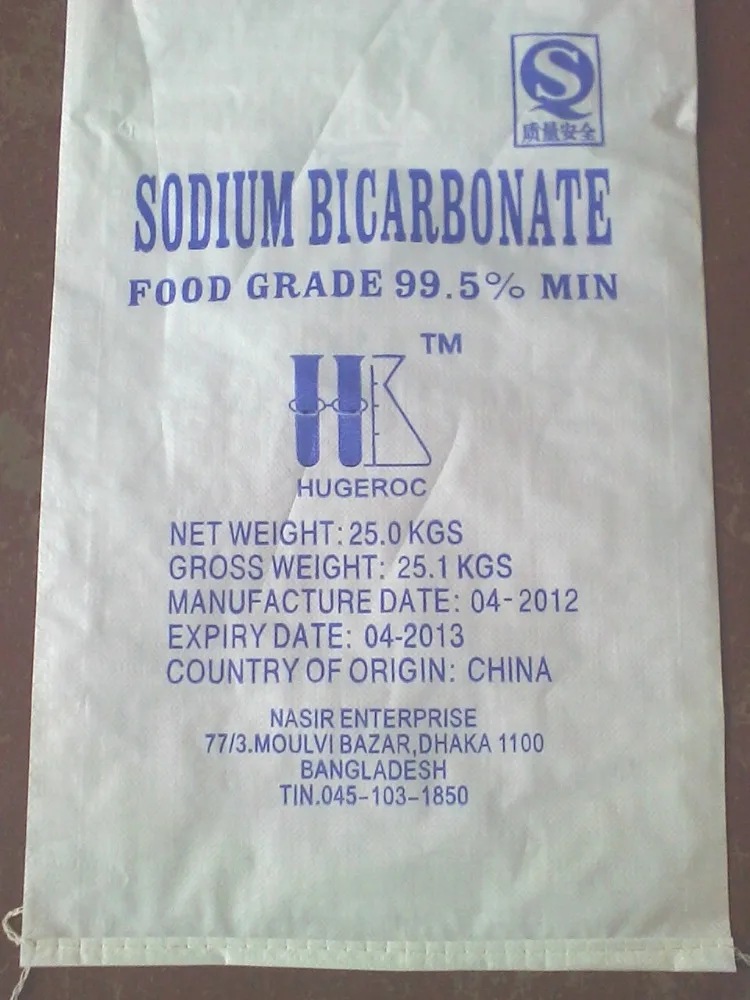 质量安全
SODIUM BICARBONATE
FOOD GRADE 99.5% MIN
TM
HUGEROC
NET WEIGHT: 25.0 KGS
GROSS WEIGHT: 25.1 KGS
MANUFACTURE DATE: 04-2012
EXPIRY DATE: 04-2013
COUNTRY OF ORIGIN: CHINA
NASIR ENTERPRISE
77/3.MOULVI BAZAR,DHAKA 1100
BANGLADESH
TIN.045-103-1850